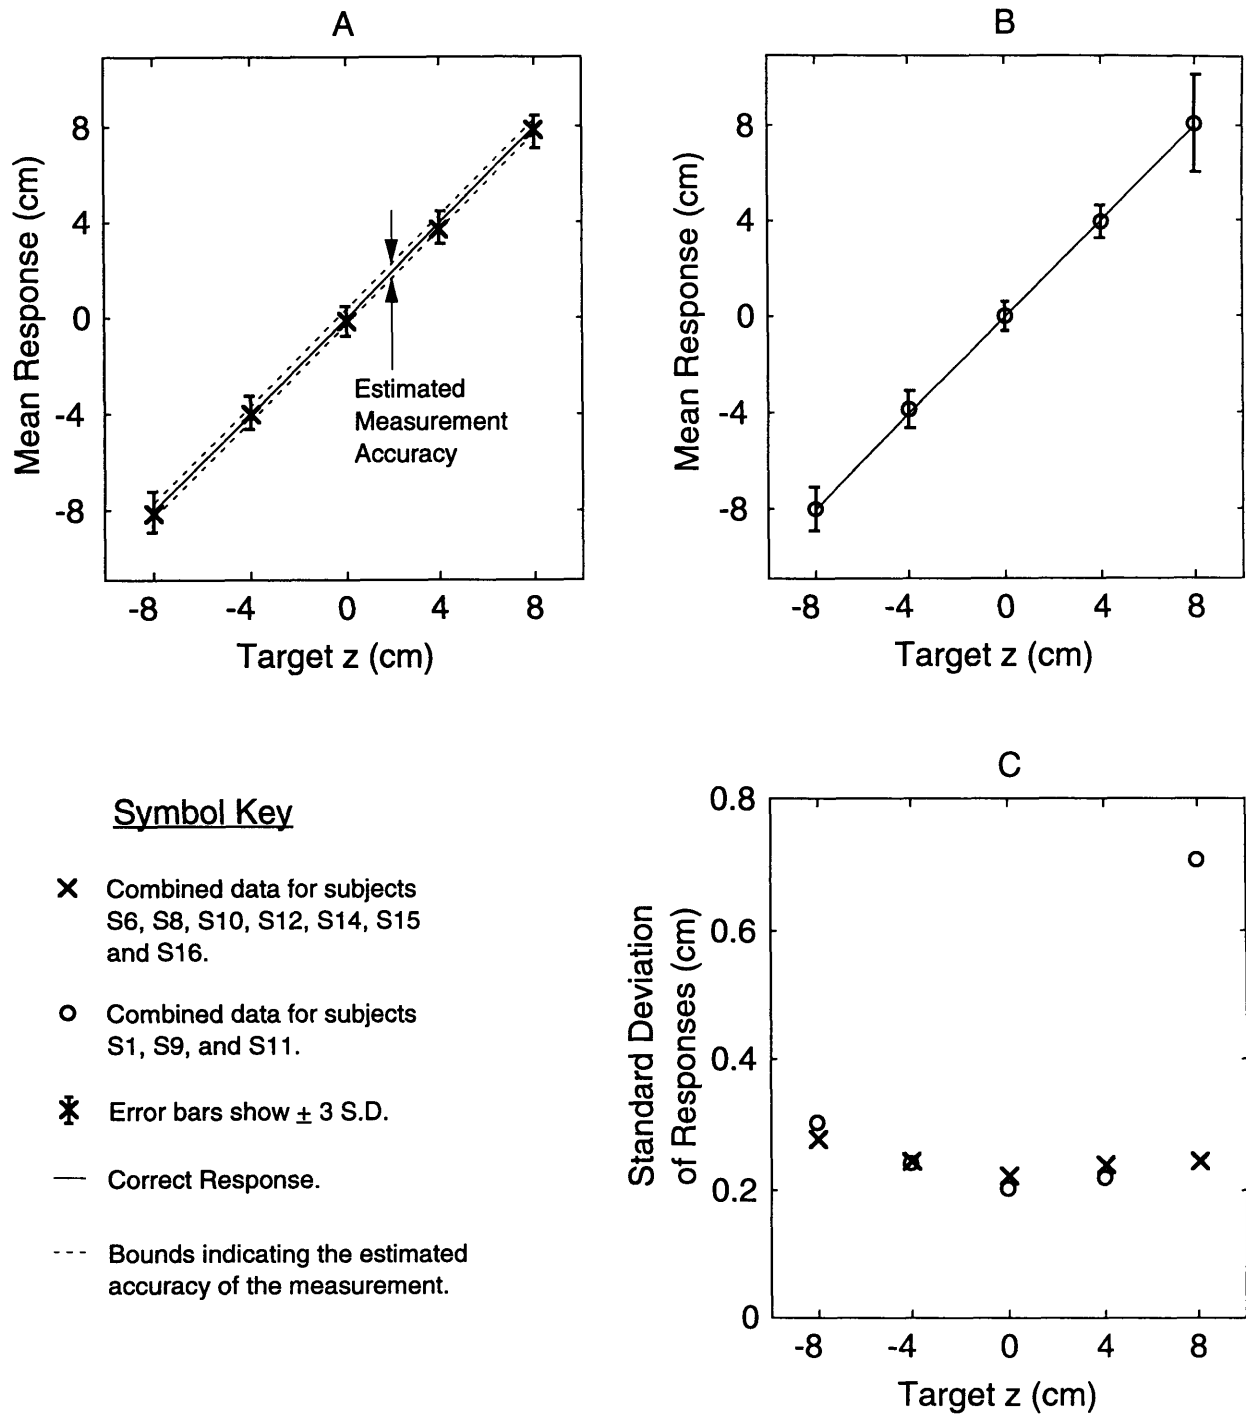 A
Mean Response (cm)
8
4
0
-4
-8
Estimated
Measurement
Accuracy
-8 -4 0 4 8
Target z (cm)
B
Mean Response (cm)
8
4
0
-4
-8
-8 -4 0 4 8
Target z (cm)
Symbol Key
Combined data for subjects
S6, S8, S10, S12, S14, S15
and S16.
Combined data for subjects
S1, S9, and S11.
Error bars show ± 3 S.D.
Correct Response.
Bounds indicating the estimated
accuracy of the measurement.
C
Standard Deviation
of Responses (cm)
0.8
0.6
0.4
0.2
0
-8 -4 0 4 8
Target z (cm)